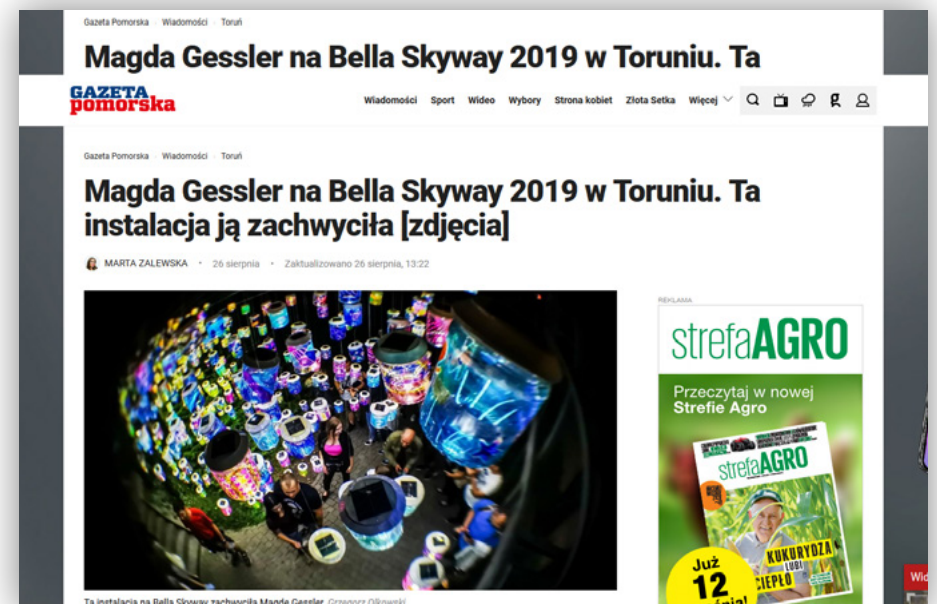 Gazeta Pomorska Wiadomości Toruń
Magda Gessler na Bella Skyway 2019 w Toruniu. Ta
GAZETA
pomorska
Wiadomości Sport Wideo Wybory Strona kobiet Złota Setka Więcej
Gazeta Pomorska Wiadomości Toruń
Magda Gessler na Bella Skyway 2019 w Toruniu. Ta
instalacja ją zachwyciła [zdjęcia]
MARTA ZALEWSKA • 26 sierpnia • Zaktualizowano 26 sierpnia, 13:22
REKLAMA
strefaAGRO
Przeczytaj w nowej
Strefie Agro
strefaAGRO
KUKURYDZA
LUBI
CIEPŁO
Już
12
Wid
Ta instalacja na Bella Skyway zachwyciła Magdę Gessler Grzegorz Olkowski